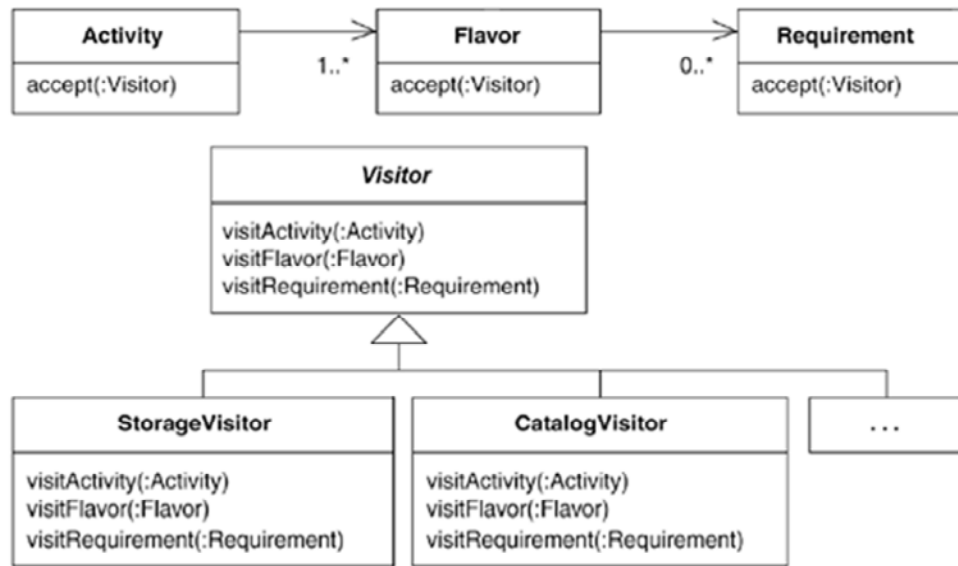 Activity
accept(:Visitor)
1..*
Flavor
accept(:Visitor)
0..*
Requirement
accept(:Visitor)
Visitor
visitActivity(:Activity)
visitFlavor(:Flavor)
visitRequirement(:Requirement)
StorageVisitor
visitActivity(:Activity)
visitFlavor(:Flavor)
visitRequirement(:Requirement)
CatalogVisitor
visitActivity(:Activity)
visitFlavor(:Flavor)
visitRequirement(:Requirement)
...